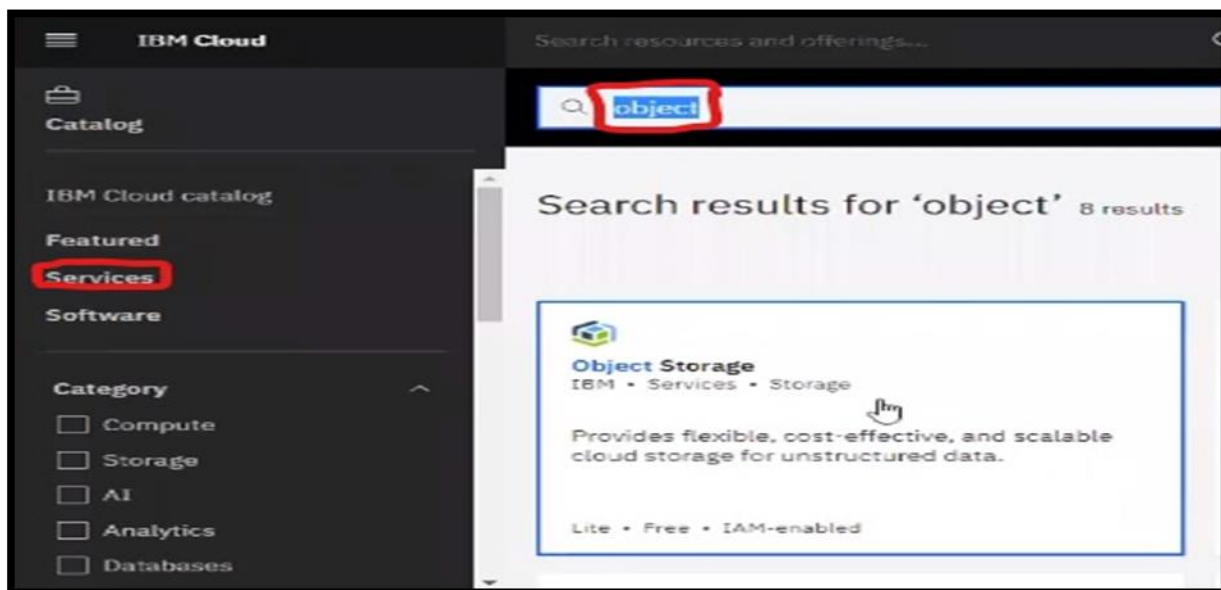 IBM Cloud
Search resources and offerings...
Catalog
object
IBM Cloud catalog
Featured
Services
Software
Category
Compute
Storage
AI
Analytics
Databases
Search results for ‘object’ 8 results
Object Storage
IBM • Services • Storage
Provides flexible, cost-effective, and scalable
cloud storage for unstructured data.
Lite • Free • IAM-enabled